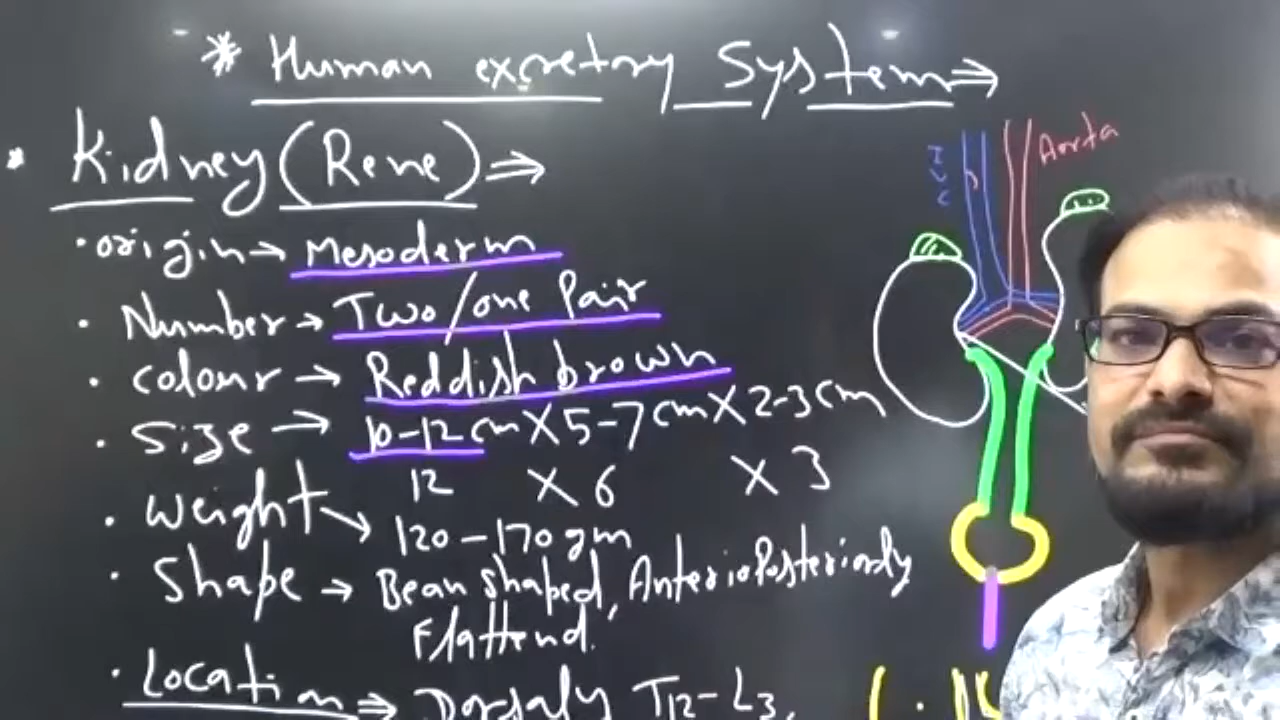 * Human excretory System⇒
• Kidney (Rene) ⇒
• origin → Mesoderm
• Number → Two/one Pair
• colour → Reddish brown
• Size → 10-12 cm X 5-7 cm X 2-3 cm
12 X 6 X 3
• Weight → 120-170 gm
• Shape → Bean shaped, AnterioPosteriorly
Flattend.
• Location ⇒ Dorsaly T12-L3,
IVC
Aorta